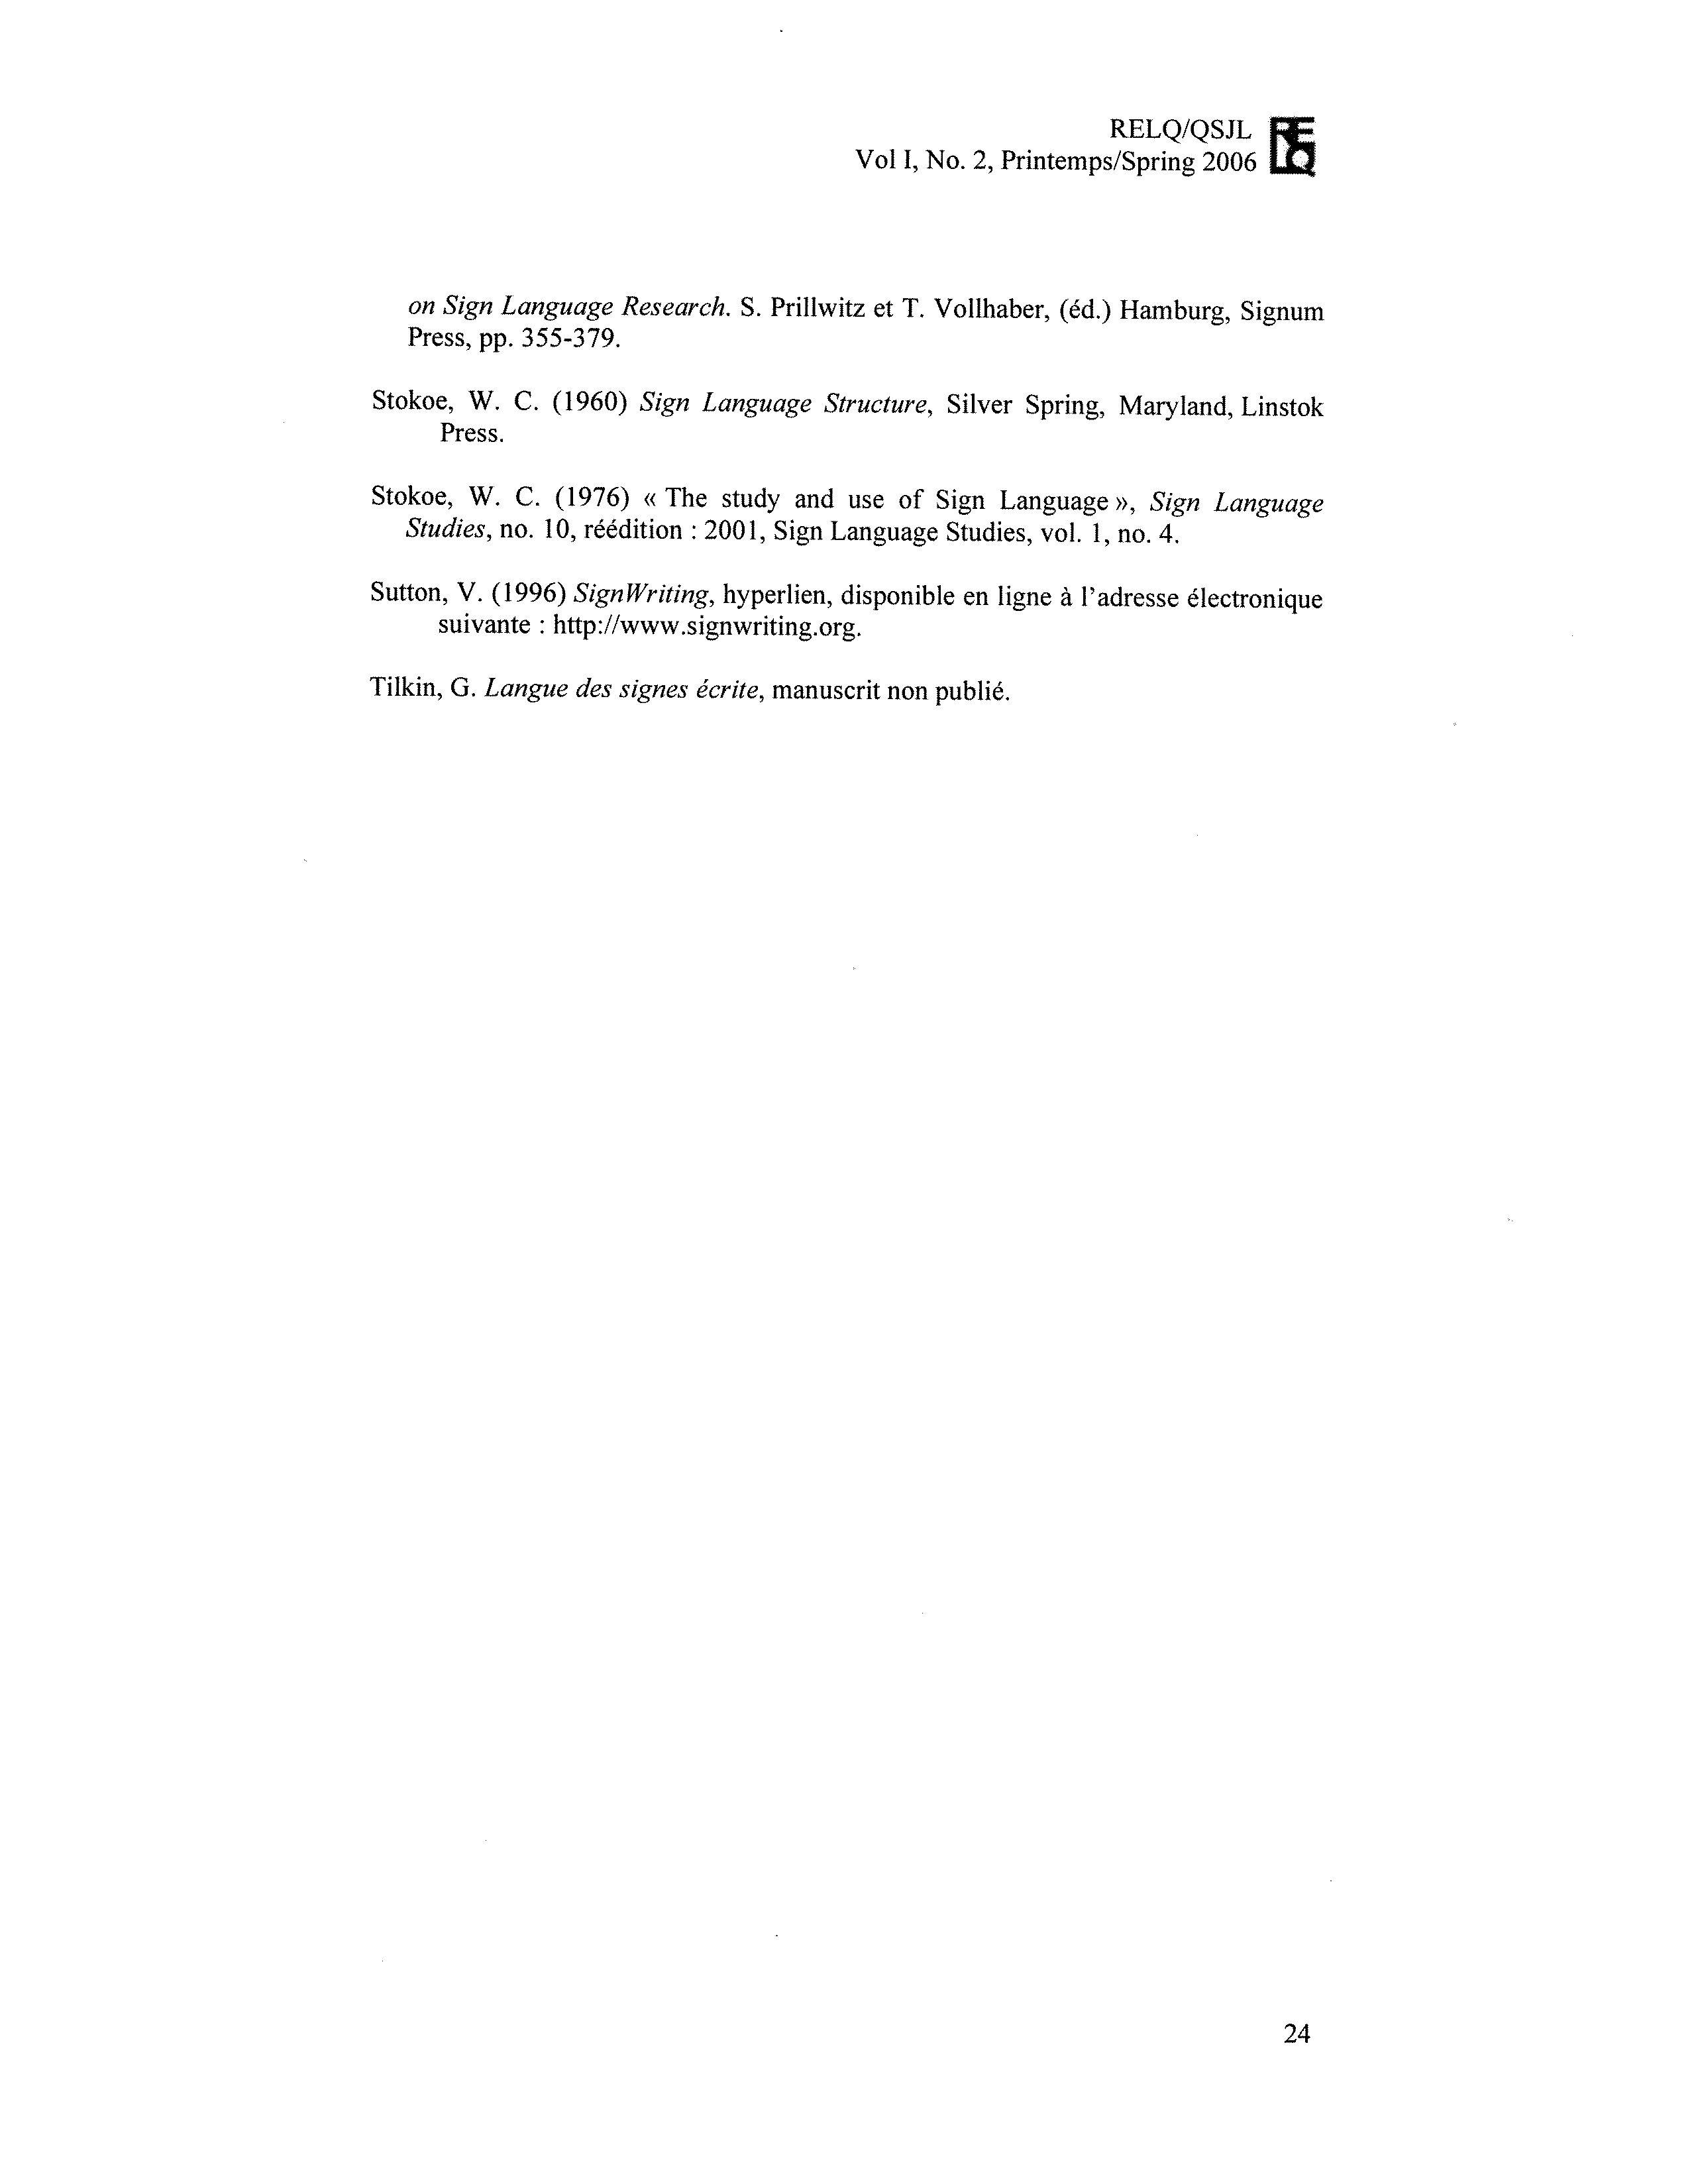 RELQ/QSJL
Vol I, No. 2, Printemps/Spring 2006
RELQ
on Sign Language Research. S. Prillwitz et T. Vollhaber, (éd.) Hamburg, Signum
Press, pp. 355-379.
Stokoe, W. C. (1960) Sign Language Structure, Silver Spring, Maryland, Linstok
Press.
Stokoe, W. C. (1976) « The study and use of Sign Language », Sign Language
Studies, no. 10, réédition : 2001, Sign Language Studies, vol. 1, no. 4.
Sutton, V. (1996) SignWriting, hyperlien, disponible en ligne à l'adresse électronique
suivante : http://www.signwriting.org.
Tilkin, G. Langue des signes écrite, manuscrit non publié.
24